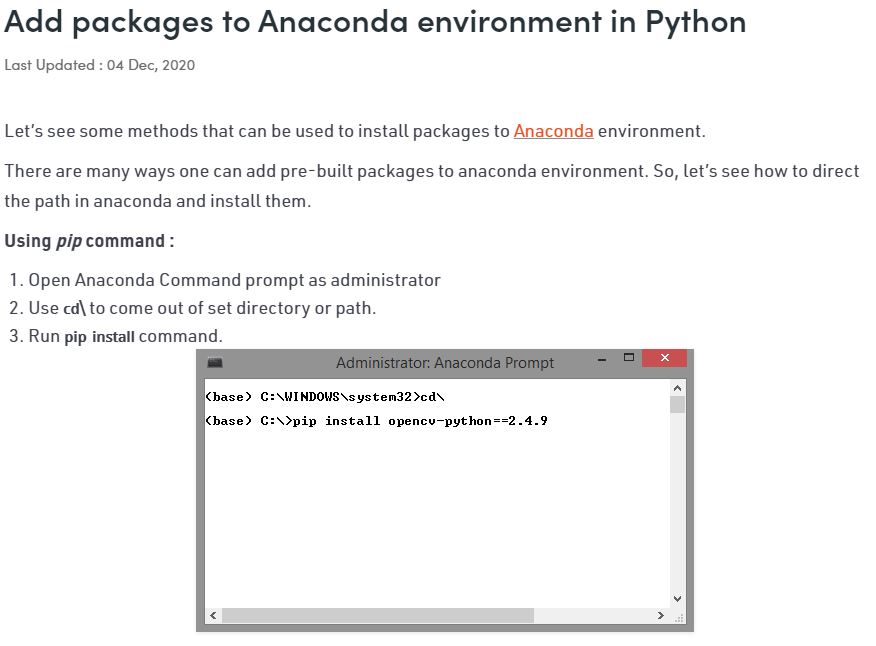 Add packages to Anaconda environment in Python
Last Updated : 04 Dec, 2020
Let's see some methods that can be used to install packages to Anaconda environment.
There are many ways one can add pre-built packages to anaconda environment. So, let's see how to direct
the path in anaconda and install them.
Using pip command :
1. Open Anaconda Command prompt as administrator
2. Use cd\ to come out of set directory or path.
3. Run pip install command.
Administrator: Anaconda Prompt
(base) C:\WINDOWS\system32>cd\
(base) C:\>pip install opencv-python==2.4.9